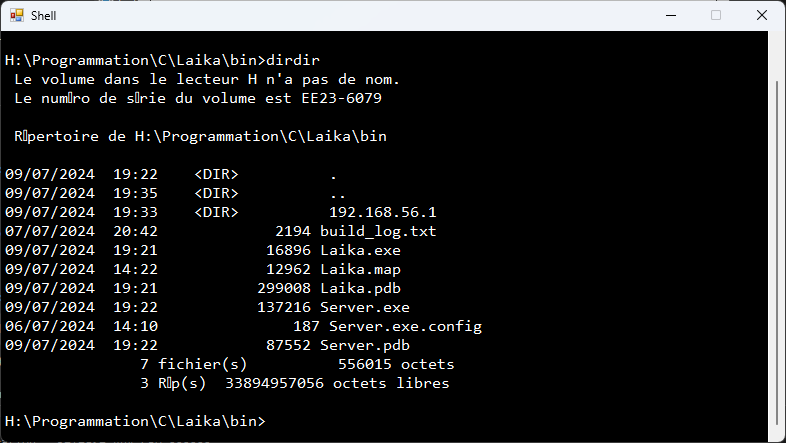 Shell
H:\Programmation\C\Laika\bin>dirdir
Le volume dans le lecteur H n'a pas de nom.
Le num▯ro de s▯rie du volume est EE23-6079
R▯pertoire de H:\Programmation\C\Laika\bin
09/07/2024  19:22    <DIR>          .
09/07/2024  19:35    <DIR>          ..
09/07/2024  19:33    <DIR>          192.168.56.1
07/07/2024  20:42             2194 build_log.txt
09/07/2024  19:21            16896 Laika.exe
09/07/2024  14:22            12962 Laika.map
09/07/2024  19:21           299008 Laika.pdb
09/07/2024  19:22           137216 Server.exe
06/07/2024  14:10               187 Server.exe.config
09/07/2024  19:22            87552 Server.pdb
7 fichier(s)          556015 octets
3 R▯p(s)  33894957056 octets libres
H:\Programmation\C\Laika\bin>